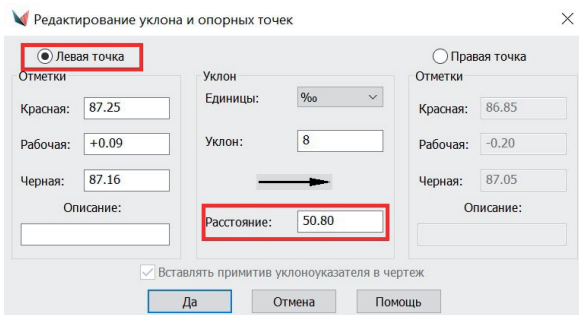 Редактирование уклона и опорных точек
Левая точка
Правая точка
Отметки
Красная: 87.25
Рабочая: +0.09
Черная: 87.16
Описание:
Уклон
Единицы: ‰
Уклон: 8
Расстояние: 50.80
Отметки
Красная: 86.85
Рабочая: -0.20
Черная: 87.05
Описание:
Вставлять примитив уклоноуказателя в чертеж
Да Отмена Помощь